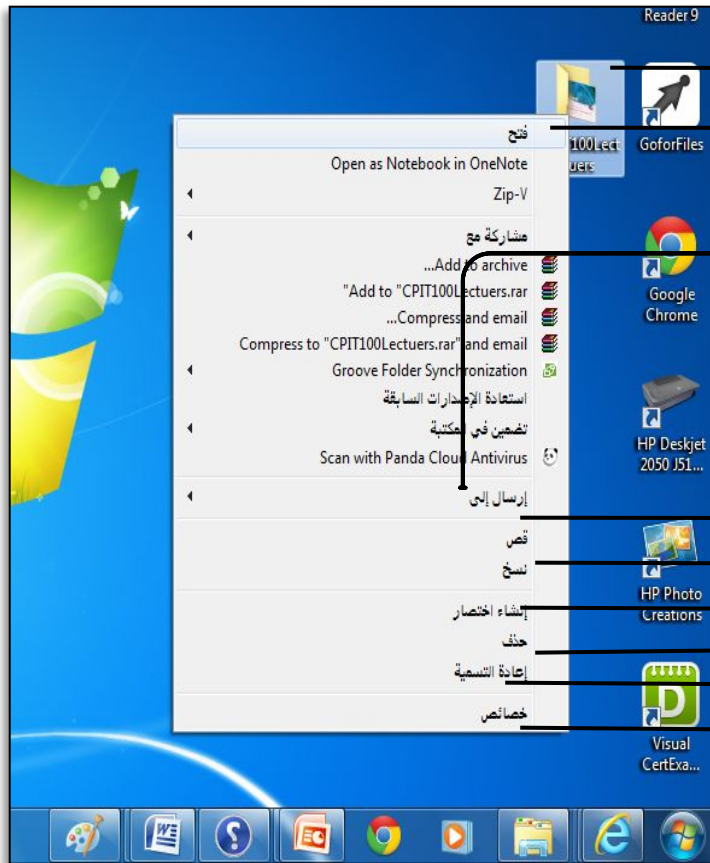 Reader 9
GoforFiles
100Lect
uers
فتح
Open as Notebook in OneNote
Zip-V
مشاركة مع
...Add to archive
"Add to "CPIT100Lectuers.rar
...Compress and email
Compress to "CPIT100Lectuers.rar" and email
Groove Folder Synchronization
استعادة الإصدارات السابقة
تضمين في المكتبة
Scan with Panda Cloud Antivirus
إرسال إلى
قص
نسخ
إنشاء اختصار
حذف
إعادة التسمية
خصائص
Google
Chrome
HP Deskjet
2050 J51...
HP Photo
Creations
Visual
CertExa...